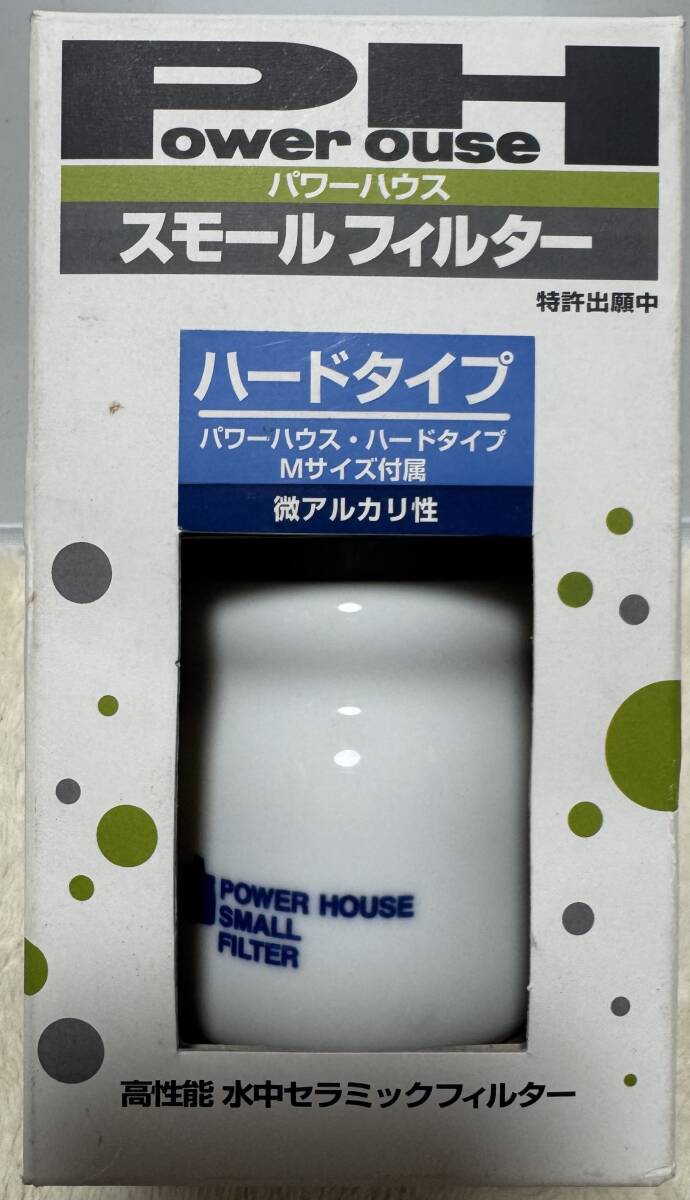 Power House
パワーハウス
スモールフィルター
特許出願中
ハードタイプ
パワーハウス・ハードタイプ
Mサイズ付属
微アルカリ性
POWER HOUSE
SMALL
FILTER
高性能 水中セラミックフィルター